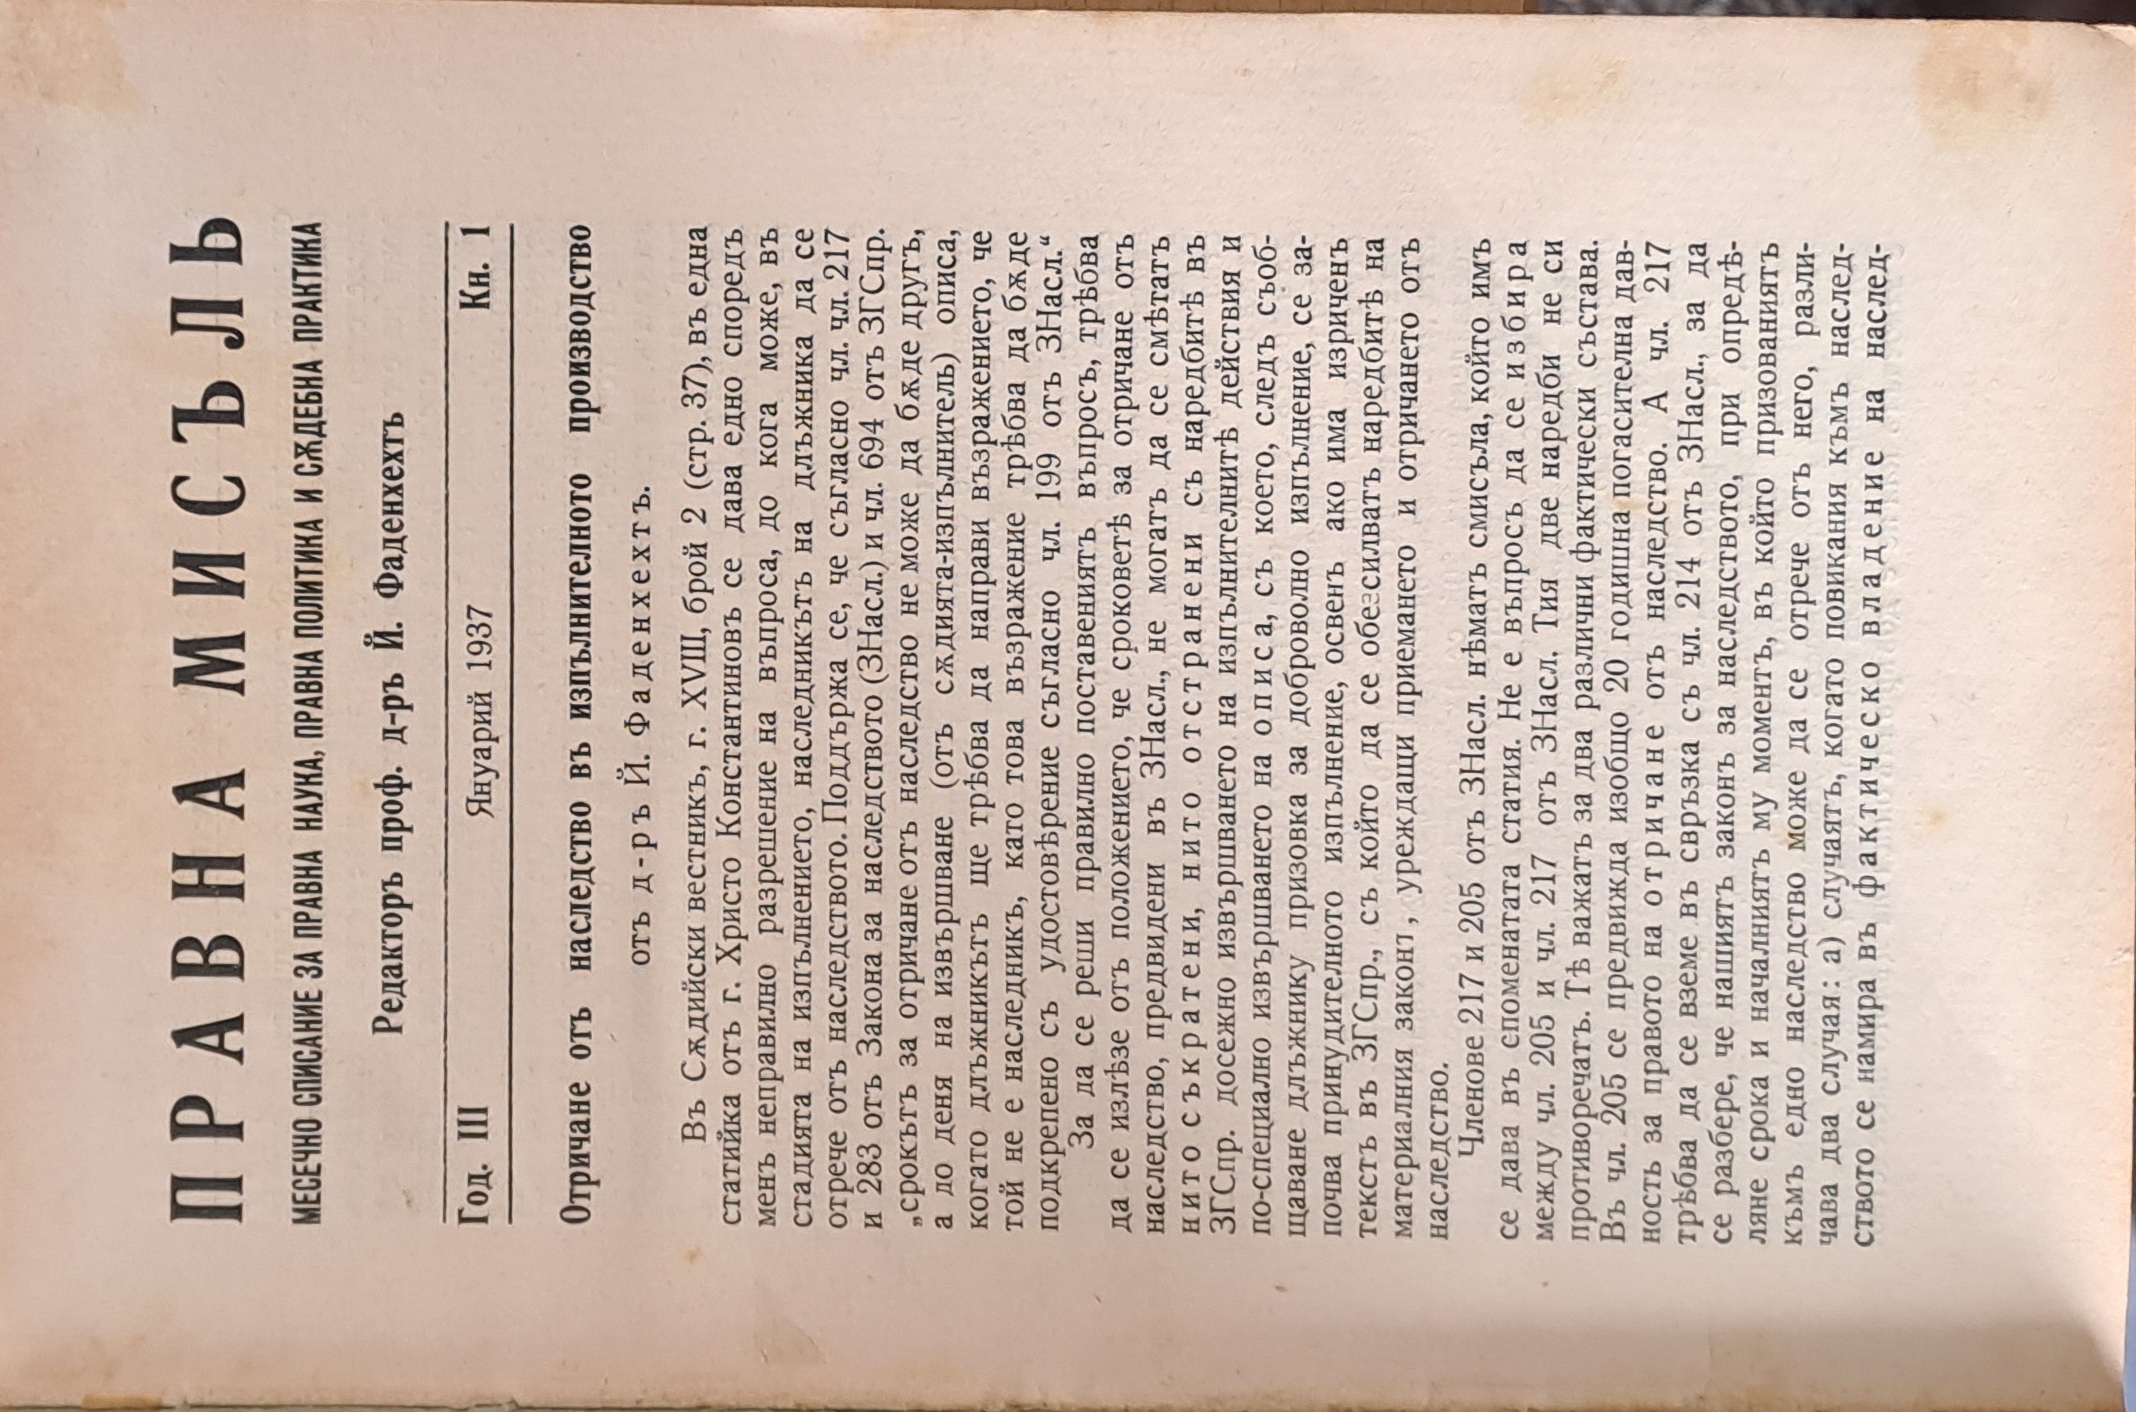 ПРАВНА МИСЪЛЬ
МЕСЕЧНО СПИСАНИЕ ЗА ПРАВНА НАУКА, ПРАВНА ПОЛИТИКА И СѪДЕБНА ПРАКТИКА
Редакторъ проф. д-ръ Й. Фаденхехтъ
Год. III Януарий 1937 Кн. 1
Отричане отъ наследство въ изпълнителното производство
отъ д-ръ Й. Фаденхехтъ.
Въ Сѫдийски вестникъ, г. XVIII, брой 2 (стр. 37), въ една
статийка отъ г. Христо Константиновъ се дава едно споредъ
менъ неправилно разрешение на въпроса, до кога може, въ
стадията на изпълнението, наследникътъ на длъжника да се
отрече отъ наследството. Поддържа се, че съгласно чл. чл. 217
и 283 отъ Закона за наследството (ЗНасл.) и чл. 694 отъ ЗГСпр.
„срокътъ за отричане отъ наследство не може да бѫде другъ,
а до деня на извършване (отъ сѫдията-изпълнитель) описа,
когато длъжникътъ ще трѣбва да направи възражението, че
той не е наследникъ, като това възражение трѣбва да бѫде
подкрепено съ удостовѣрение съгласно чл. 199 отъ ЗНасл.“
За да се реши правилно поставениятъ въпросъ, трѣбва
да се излѣзе отъ положението, че сроковетѣ за отричане отъ
наследство, предвидени въ ЗНасл., не могатъ да се смѣтатъ
нито съкратени, нито отстранени съ наредбитѣ въ
ЗГСпр. досежно извършването на изпълнителнитѣ действия и
по-специално извършването на описа, съ което, следъ съоб-
щаване длъжнику призовка за доброволно изпълнение, се за-
почва принудителното изпълнение, освенъ ако има изриченъ
текстъ въ ЗГСпр., съ който да се обезсилватъ наредбитѣ на
материалния законъ, уреждащи приемането и отричането отъ
наследство.
Членове 217 и 205 отъ ЗНасл. нѣматъ смисъла, който имъ
се дава въ споменатата статия. Не е въпросъ да се избира
между чл. 205 и чл. 217 отъ ЗНасл. Тия две наредби не си
противоречатъ. Тѣ важатъ за два различни фактически състава.
Въ чл. 205 се предвижда изобщо 20 годишна погасителна дав-
ность за правото на отричане отъ наследство. А чл. 217
трѣбва да се вземе въ свръзка съ чл. 214 отъ ЗНасл., за да
се разбере, че нашиятъ законъ за наследството, при опредѣ-
ляне срока и началниятъ му моментъ, въ който призованиятъ
къмъ едно наследство може да се отрече отъ него, разли-
чава два случая: а) случаятъ, когато повикания къмъ наслед-
ството се намира въ фактическо владение на наслед-